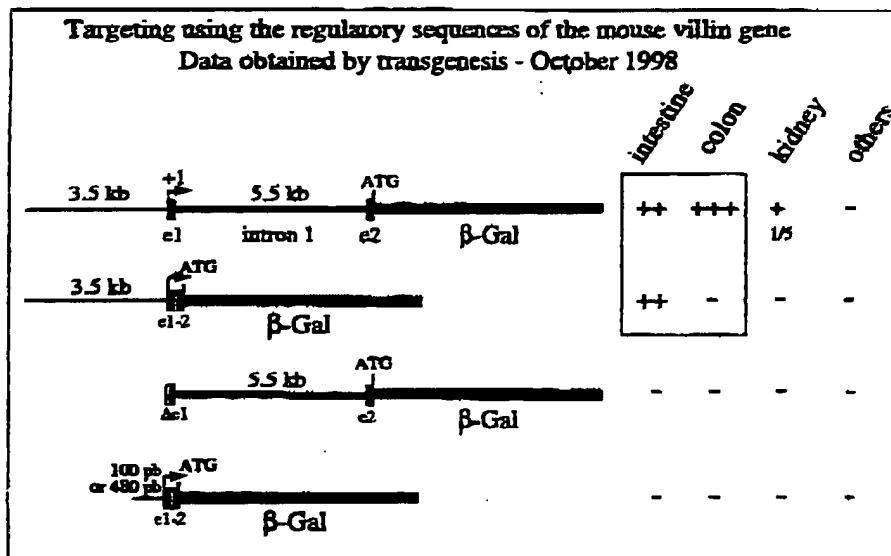 Targeting using the regulatory sequences of the mouse villin gene
Data obtained by transgenesis - October 1998
intestine colon kidney others
3.5 kb +1 5.5 kb ATG
++ +++ + -
e1 intron 1 e2 β-Gal 1/5
3.5 kb ATG
++ - - -
e1-2 β-Gal
5.5 kb ATG
- - - -
Δe1 e2 β-Gal
100 pb ATG
or 480 pb
- - - -
e1-2 β-Gal